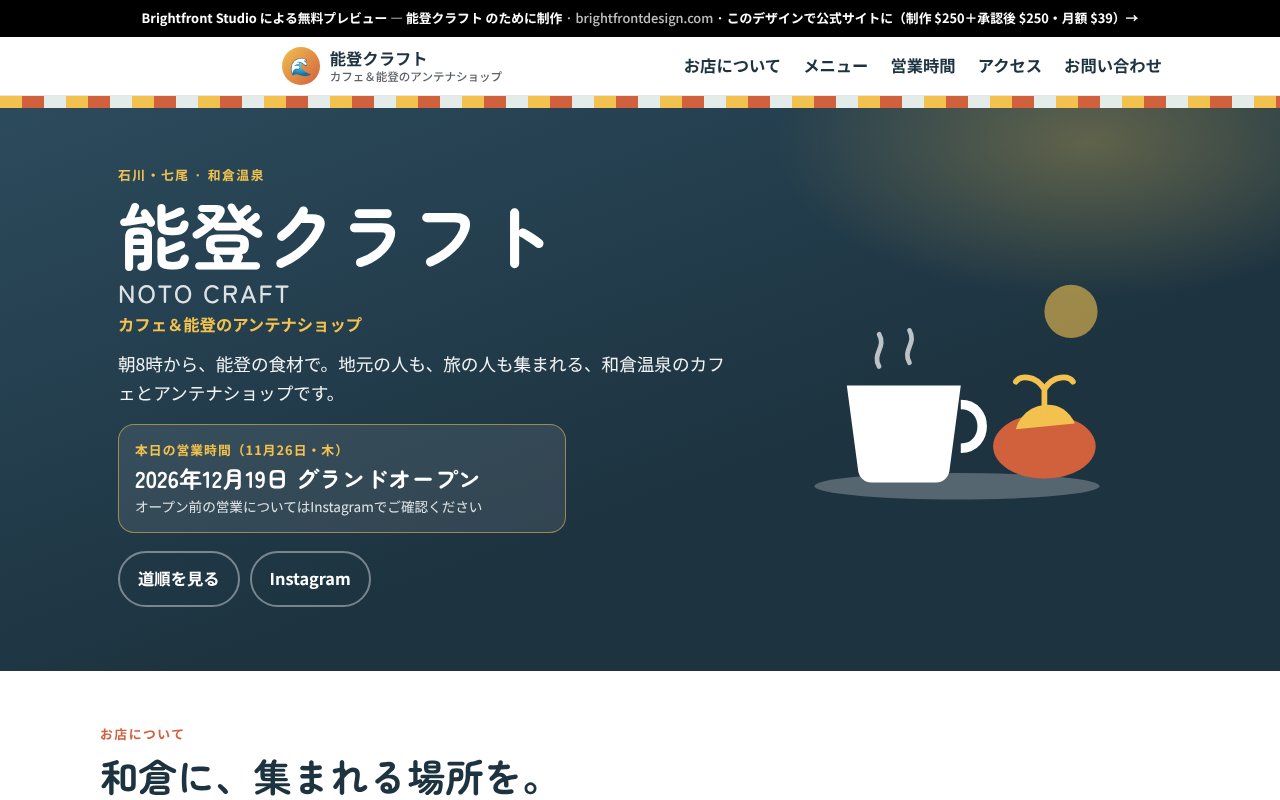 Brightfront Studio による無料プレビュー — 能登クラフト のために制作 · brightfrontdesign.com · このデザインで公式サイトに（制作 $250＋承認後 $250・月額 $39）→
能登クラフト
カフェ＆能登のアンテナショップ
お店について メニュー 営業時間 アクセス お問い合わせ
石川・七尾 · 和倉温泉
能登クラフト
NOTO CRAFT
カフェ＆能登のアンテナショップ
朝8時から、能登の食材で。地元の人も、旅の人も集まれる、和倉温泉のカフ
ェとアンテナショップです。
本日の営業時間（11月26日・木）
2026年12月19日 グランドオープン
オープン前の営業についてはInstagramでご確認ください
道順を見る Instagram
お店について
和倉に、集まれる場所を。